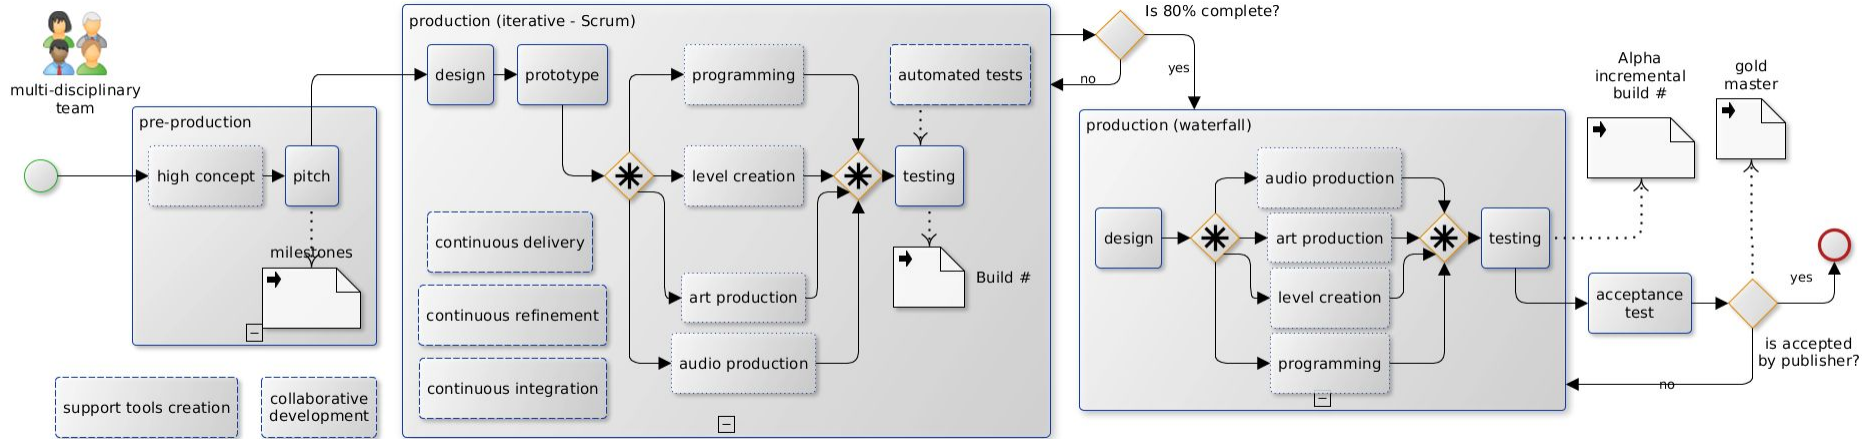 multi-disciplinary
team
pre-production
high concept
pitch
milestones
support tools creation
collaborative
development
production (iterative - Scrum)
design
prototype
programming
level creation
art production
audio production
automated tests
testing
Build #
continuous delivery
continuous refinement
continuous integration
Is 80% complete?
no
yes
production (waterfall)
design
audio production
art production
level creation
programming
testing
Alpha
incremental
build #
gold
master
acceptance
test
yes
is accepted
by publisher?
no